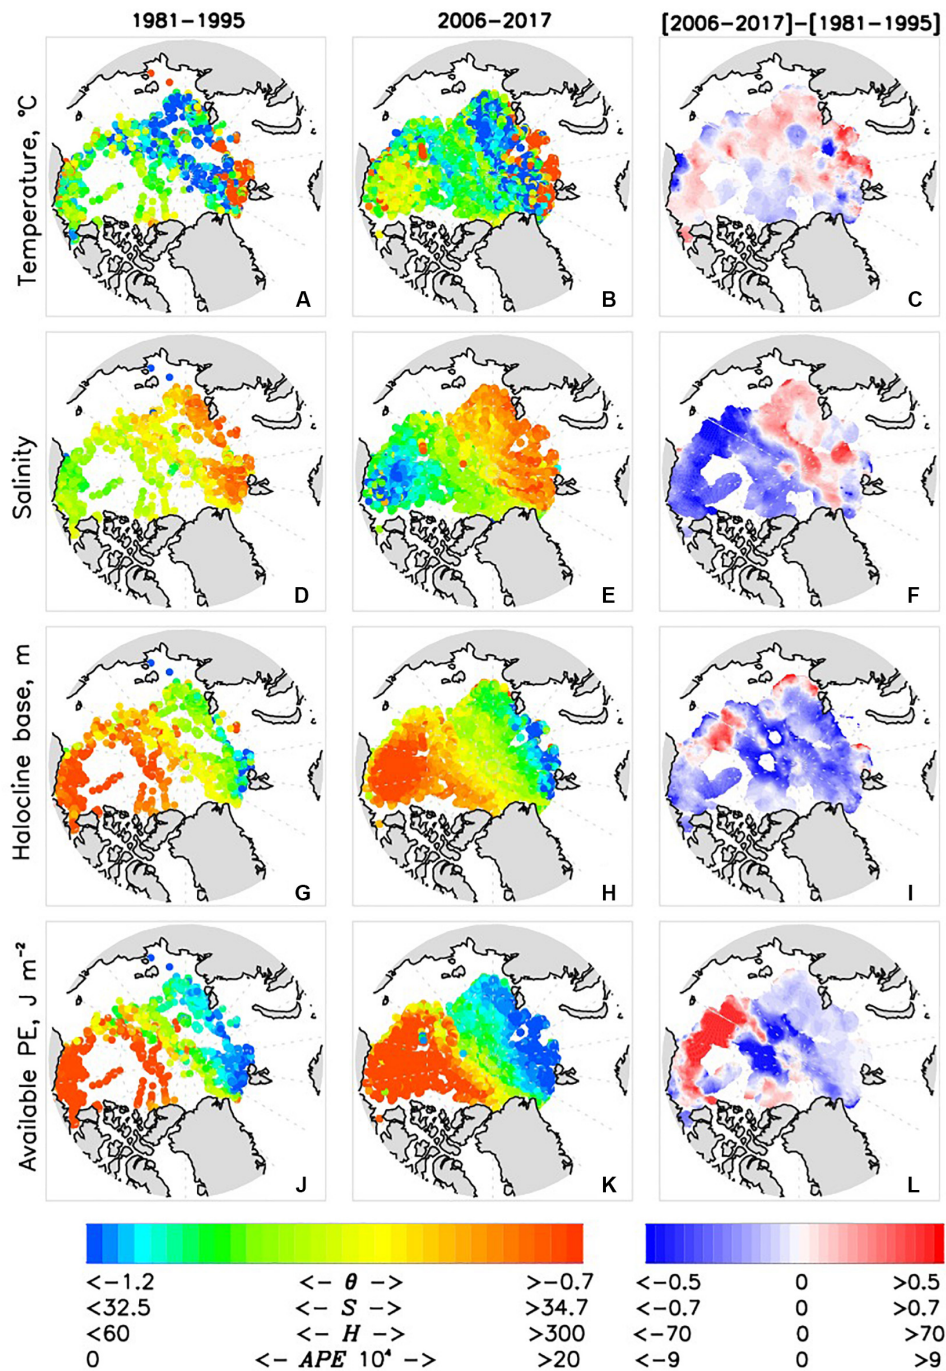 1981-1995 2006-2017 [2006-2017]-[1981-1995]
Temperature, °C
A B C
Salinity
D E F
Halocline base, m
G H I
Available PE, J m⁻²
J K L
<-1.2 <- θ -> >-0.7 <-0.5 0 >0.5
<32.5 <- S -> >34.7 <-0.7 0 >0.7
<60 <- H -> >300 <-70 0 >70
0 <- APE 10⁴ -> >20 <-9 0 >9